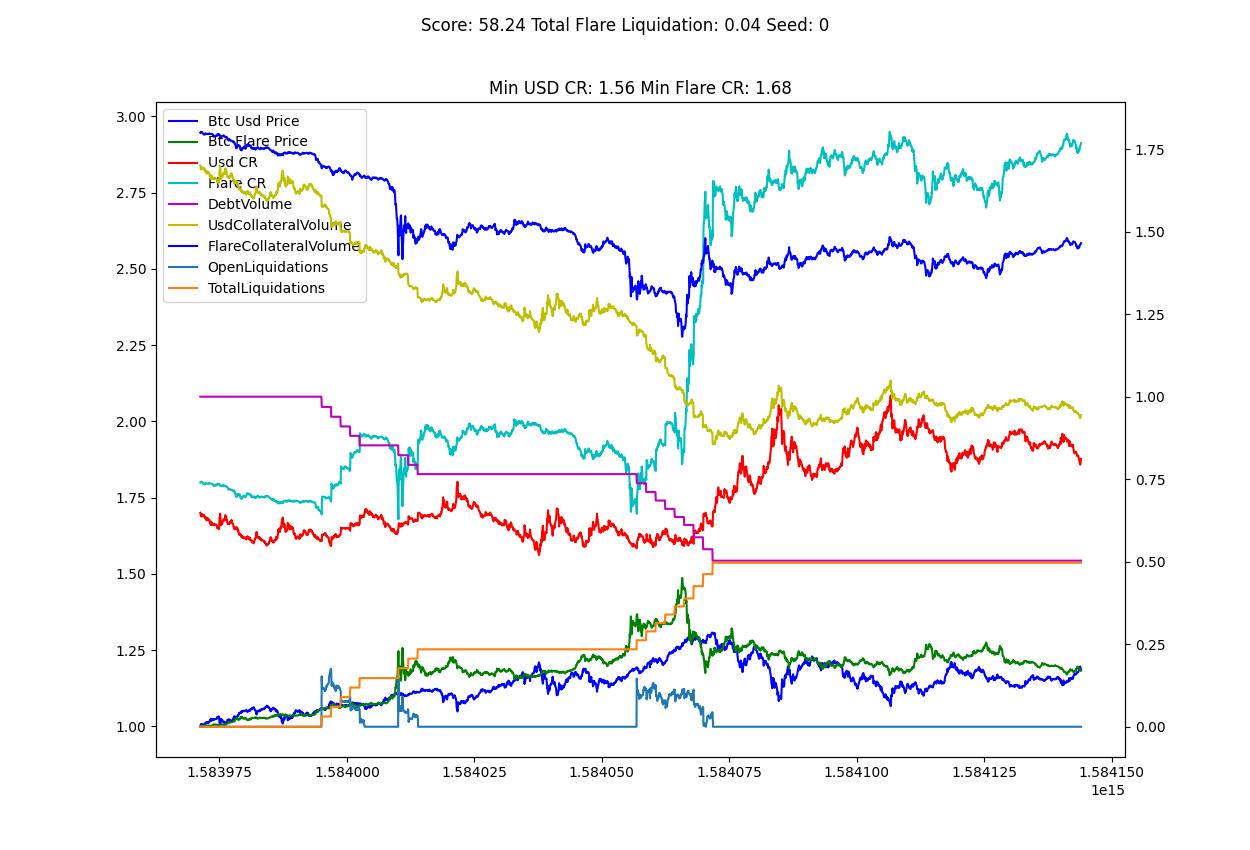 Score: 58.24 Total Flare Liquidation: 0.04 Seed: 0
Min USD CR: 1.56 Min Flare CR: 1.68
3.00
2.75
2.50
2.25
2.00
1.75
1.50
1.25
1.00
Btc Usd Price
Btc Flare Price
Usd CR
Flare CR
DebtVolume
UsdCollateralVolume
FlareCollateralVolume
OpenLiquidations
TotalLiquidations
1.75
1.50
1.25
1.00
0.75
0.50
0.25
0.00
1.583975 1.584000 1.584025 1.584050 1.584075 1.584100 1.584125 1.584150
1e15